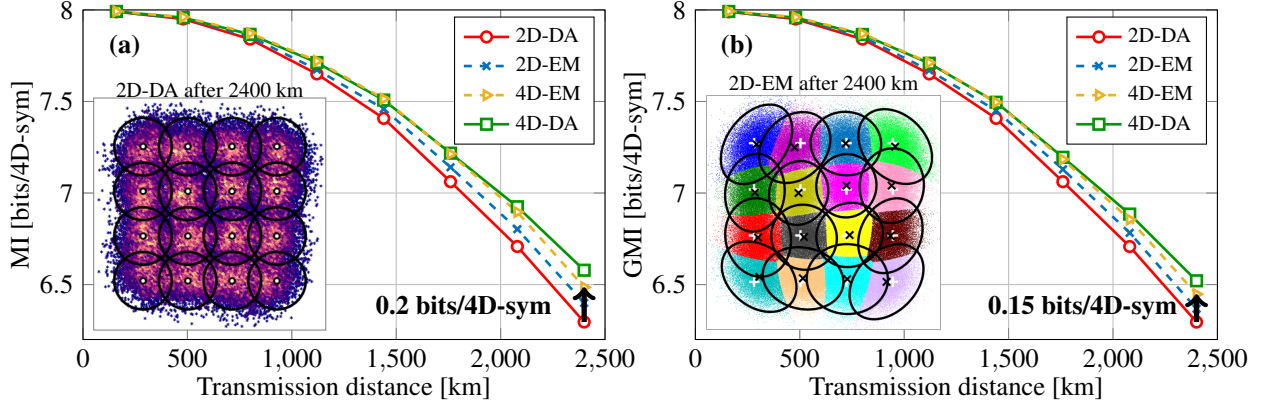 (a)
2D-DA
2D-EM
4D-EM
4D-DA
2D-DA after 2400 km
0.2 bits/4D-sym
8
7.5
7
6.5
MI [bits/4D-sym]
0
500
1,000
1,500
2,000
2,500
Transmission distance [km]
(b)
2D-DA
2D-EM
4D-EM
4D-DA
2D-EM after 2400 km
0.15 bits/4D-sym
8
7.5
7
6.5
GMI [bits/4D-sym]
0
500
1,000
1,500
2,000
2,500
Transmission distance [km]